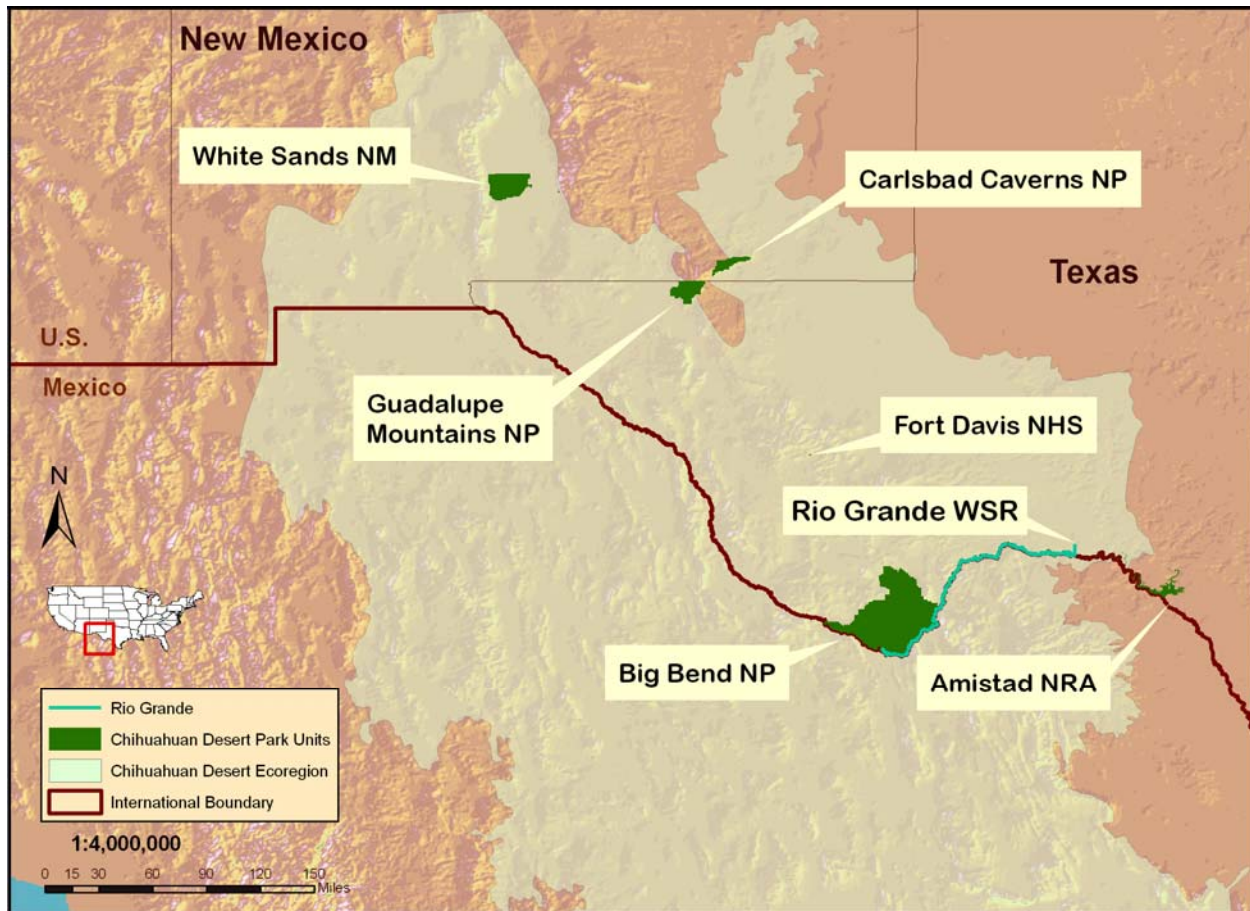 New Mexico
White Sands NM
Carlsbad Caverns NP
Texas
U.S.
Mexico
Guadalupe
Mountains NP
Fort Davis NHS
N
Rio Grande WSR
Big Bend NP
Amistad NRA
Rio Grande
Chihuahuan Desert Park Units
Chihuahuan Desert Ecoregion
International Boundary
1:4,000,000
0 15 30 60 90 120 150
Miles